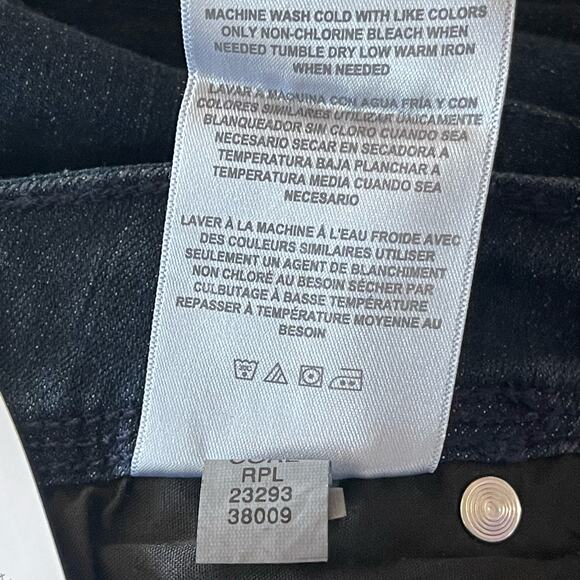 MACHINE WASH COLD WITH LIKE COLORS
ONLY NON-CHLORINE BLEACH WHEN
NEEDED TUMBLE DRY LOW WARM IRON
WHEN NEEDED
LAVAR A MAQUINA CON AGUA FRÍA Y CON
COLORES SIMILARES UTILIZAR ÚNICAMENTE
BLANQUEADOR SIN CLORO CUANDO SEA
NECESARIO SECAR EN SECADORA A
TEMPERATURA BAJA PLANCHAR A
TEMPERATURA MEDIA CUANDO SEA
NECESARIO
LAVER À LA MACHINE À L'EAU FROIDE AVEC
DES COULEURS SIMILAIRES UTILISER
SEULEMENT UN AGENT DE BLANCHIMENT
NON CHLORÉ AU BESOIN SÉCHER PAR
CULBUTAGE À BASSE TEMPÉRATURE
REPASSER À TEMPÉRATURE MOYENNE AU
BESOIN
RPL
23293
38009